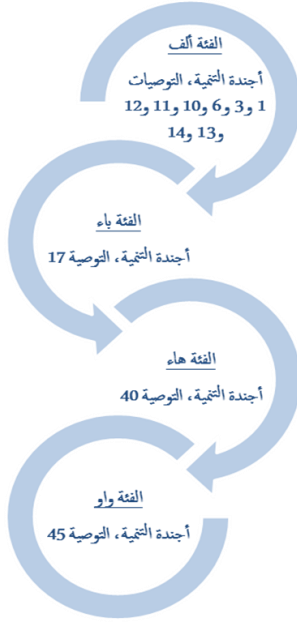 الفئة ألف
أجندة التنمية، التوصيات
1 و3 و6 و10 و11 و12
و13 و14
الفئة باء
أجندة التنمية، التوصية 17
الفئة هاء
أجندة التنمية، التوصية 40
الفئة واو
أجندة التنمية، التوصية 45